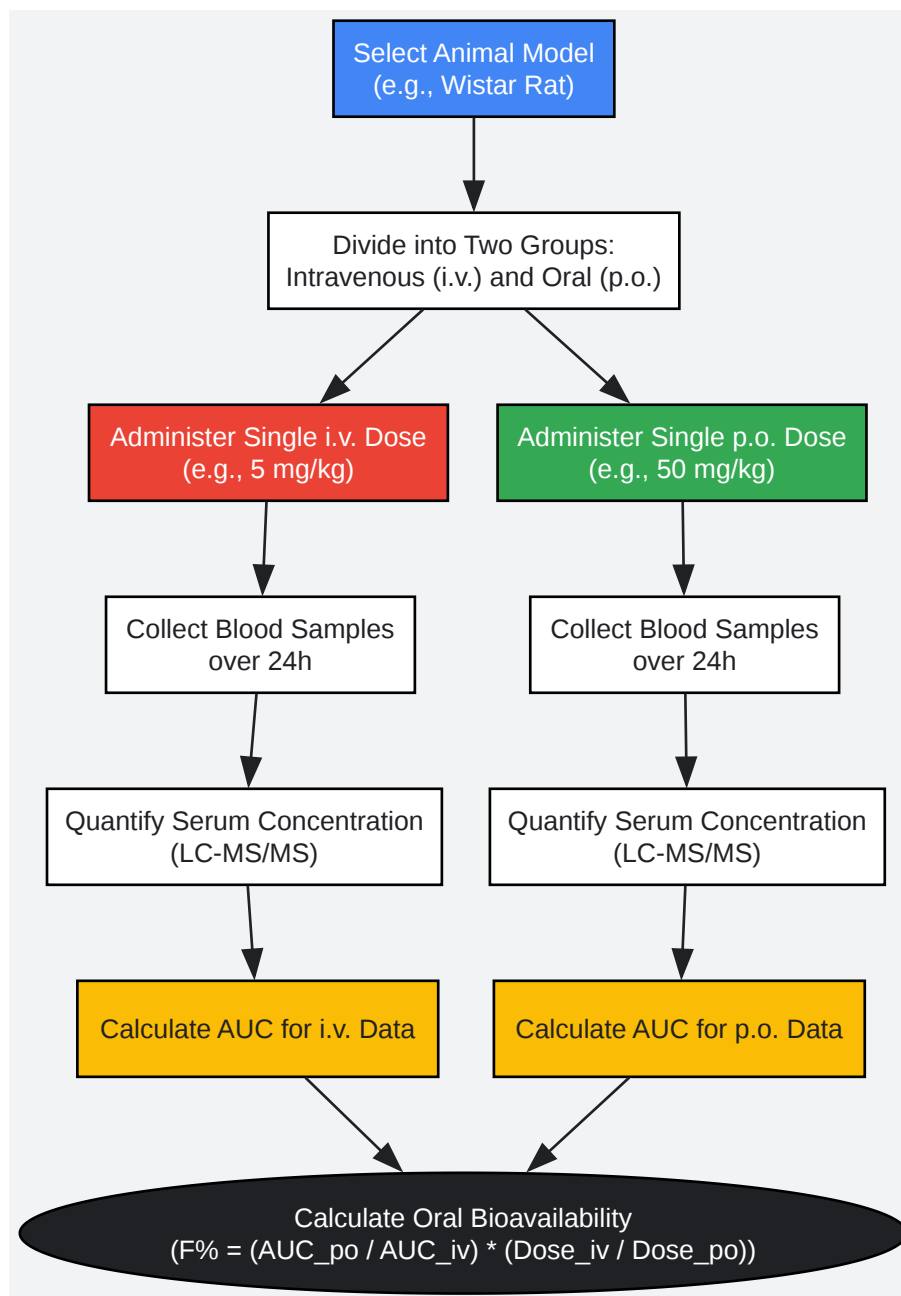 Select Animal Model
(e.g., Wistar Rat)
Divide into Two Groups:
Intravenous (i.v.) and Oral (p.o.)
Administer Single i.v. Dose
(e.g., 5 mg/kg)
Administer Single p.o. Dose
(e.g., 50 mg/kg)
Collect Blood Samples
over 24h
Collect Blood Samples
over 24h
Quantify Serum Concentration
(LC-MS/MS)
Quantify Serum Concentration
(LC-MS/MS)
Calculate AUC for i.v. Data
Calculate AUC for p.o. Data
Calculate Oral Bioavailability
(F% = (AUC_po / AUC_iv) * (Dose_iv / Dose_po))